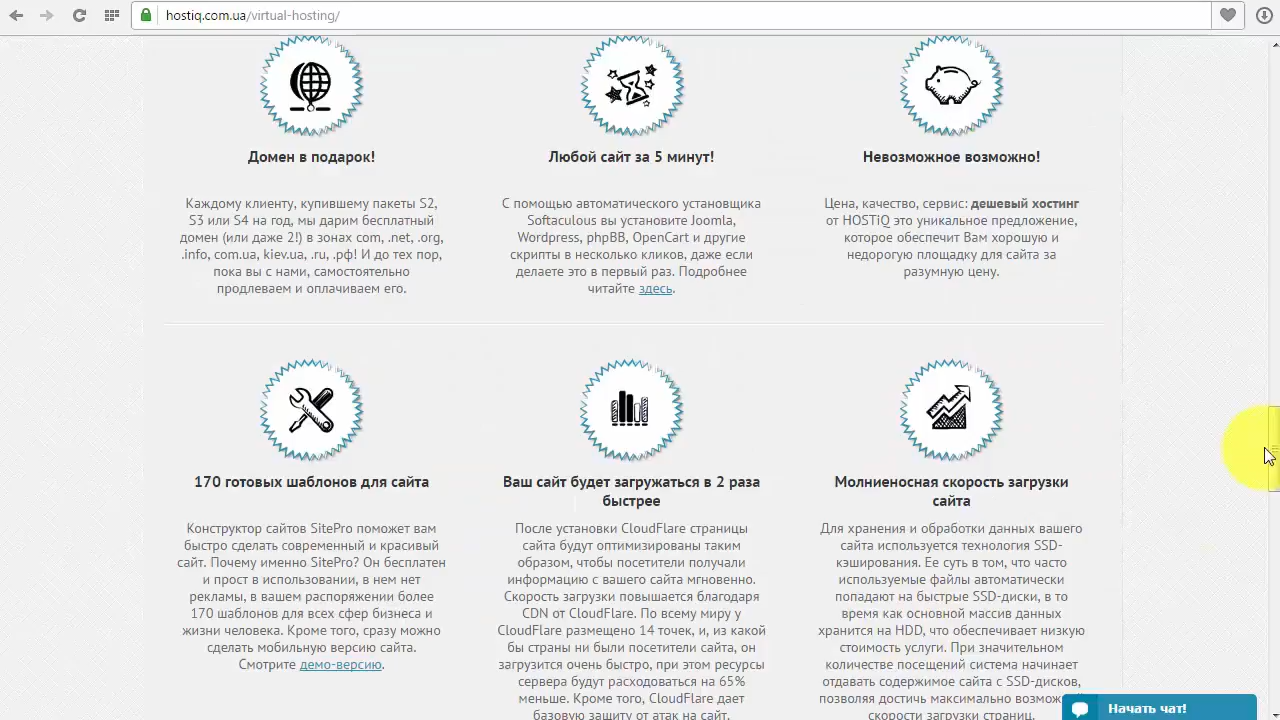 hostiq.com.ua/virtual-hosting/
Домен в подарок!
Каждому клиенту, купившему пакеты S2,
S3 или S4 на год, мы дарим бесплатный
домен (или даже 2!) в зонах com, .net, .org,
.info, com.ua, kiev.ua, .ru, .рф! И до тех пор,
пока вы с нами, самостоятельно
продлеваем и оплачиваем его.
Любой сайт за 5 минут!
С помощью автоматического установщика
Softaculous вы установите Joomla,
Wordpress, phpBB, OpenCart и другие
скрипты в несколько кликов, даже если
делаете это в первый раз. Подробнее
читайте здесь.
Невозможное возможно!
Цена, качество, сервис: дешевый хостинг
от HOSTiQ это уникальное предложение,
которое обеспечит Вам хорошую и
недорогую площадку для сайта за
разумную цену.
170 готовых шаблонов для сайта
Конструктор сайтов SitePro поможет вам
быстро сделать современный и красивый
сайт. Почему именно SitePro? Он бесплатен
и прост в использовании, в нем нет
рекламы, в вашем распоряжении более
170 шаблонов для всех сфер бизнеса и
жизни человека. Кроме того, сразу можно
сделать мобильную версию сайта.
Смотрите демо-версию.
Ваш сайт будет загружаться в 2 раза
быстрее
После установки CloudFlare страницы
сайта будут оптимизированы таким
образом, чтобы посетители получали
информацию с вашего сайта мгновенно.
Скорость загрузки повышается благодаря
CDN от CloudFlare. По всему миру у
CloudFlare размещено 14 точек, и, из какой
бы страны ни были посетители сайта, он
загрузится очень быстро, при этом ресурсы
сервера будут расходоваться на 65%
меньше. Кроме того, CloudFlare дает
базовую защиту от атак на сайт.
Молниеносная скорость загрузки
сайта
Для хранения и обработки данных вашего
сайта используется технология SSD-
кэширования. Ее суть в том, что часто
используемые файлы автоматически
попадают на быстрые SSD-диски, в то
время как основной массив данных
хранится на HDD, что обеспечивает низкую
стоимость услуги. При значительном
количестве посещений система начинает
отдавать содержимое сайта с SSD-дисков,
позволяя достичь максимально
скорости загрузки страниц.
Начать чат!